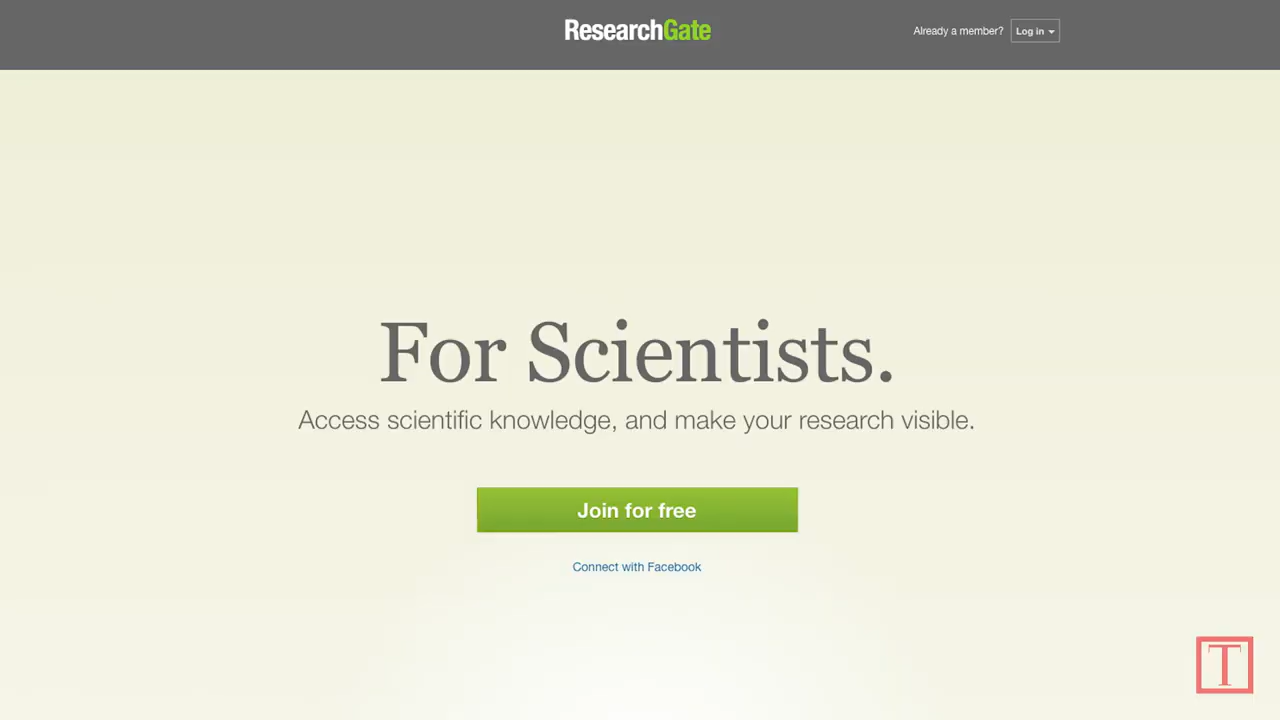 ResearchGate
Already a member? Log in
For Scientists.
Access scientific knowledge, and make your research visible.
Join for free
Connect with Facebook
T